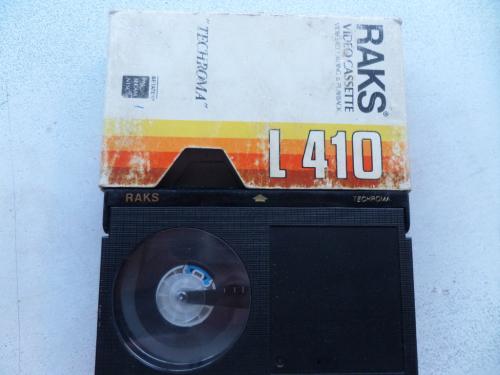 RAKS®
VIDEO CASSETTE
"TECHROMA"
L 410
RAKS
TECHROMA